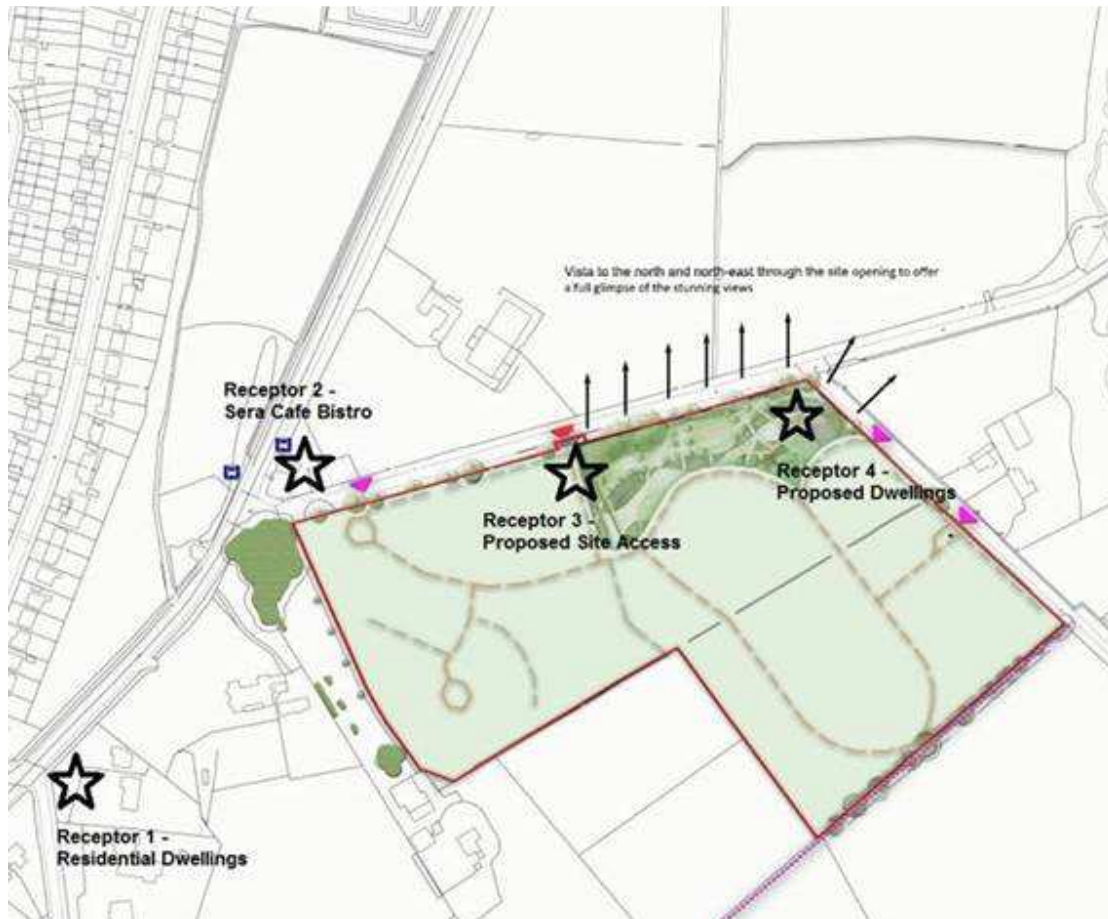 Vista to the north and north-east through the site opening to offer
a full glimpse of the stunning views
Receptor 2 -
Sera Cafe Bistro
Receptor 4 -
Proposed Dwellings
Receptor 3 -
Proposed Site Access
Receptor 1 -
Residential Dwellings